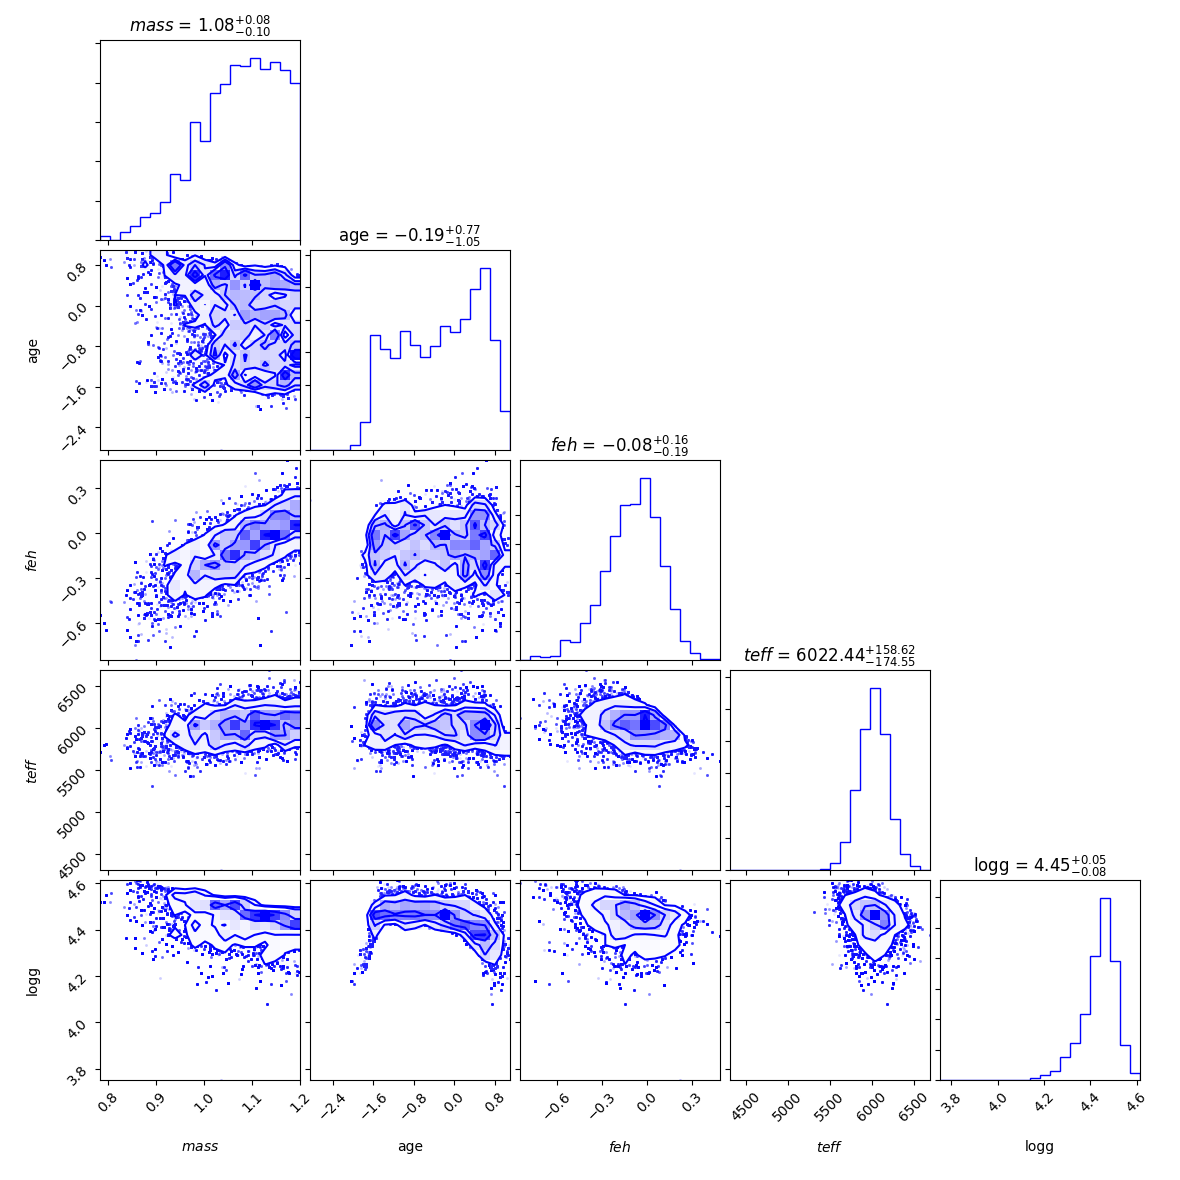 mass = 1.08+0.08−0.10
age = −0.19+0.77−1.05
age
0.8
0.0
−0.8
−1.6
−2.4
feh = −0.08+0.16−0.19
feh
0.3
0.0
−0.3
−0.6
teff = 6022.44+158.62−174.55
teff
6500
6000
5500
5000
4500
logg = 4.45+0.05−0.08
logg
4.6
4.4
4.2
4.0
3.8
0.8 0.9 1.0 1.1 1.2 −2.4 −1.6 −0.8 0.0 0.8 −0.6 −0.3 0.0 0.3 4500 5000 5500 6000 6500 3.8 4.0 4.2 4.4 4.6
mass age feh teff logg